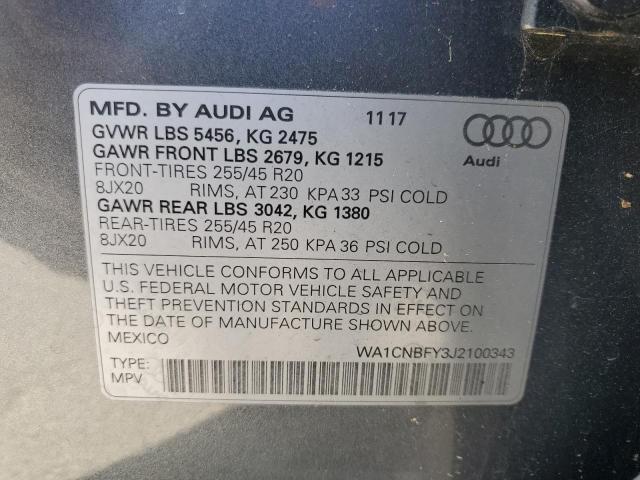 MFD. BY AUDI AG 11 17
GVWR LBS 5456, KG 2475
GAWR FRONT LBS 2679, KG 1215
FRONT-TIRES 255/45 R20
8JX20 RIMS, AT 230 KPA 33 PSI COLD
GAWR REAR LBS 3042, KG 1380
REAR-TIRES 255/45 R20
8JX20 RIMS, AT 250 KPA 36 PSI COLD
Audi
THIS VEHICLE CONFORMS TO ALL APPLICABLE
U.S. FEDERAL MOTOR VEHICLE SAFETY AND
THEFT PREVENTION STANDARDS IN EFFECT ON
THE DATE OF MANUFACTURE SHOWN ABOVE.
MEXICO WA1CNBFY3J2100343
TYPE:
MPV